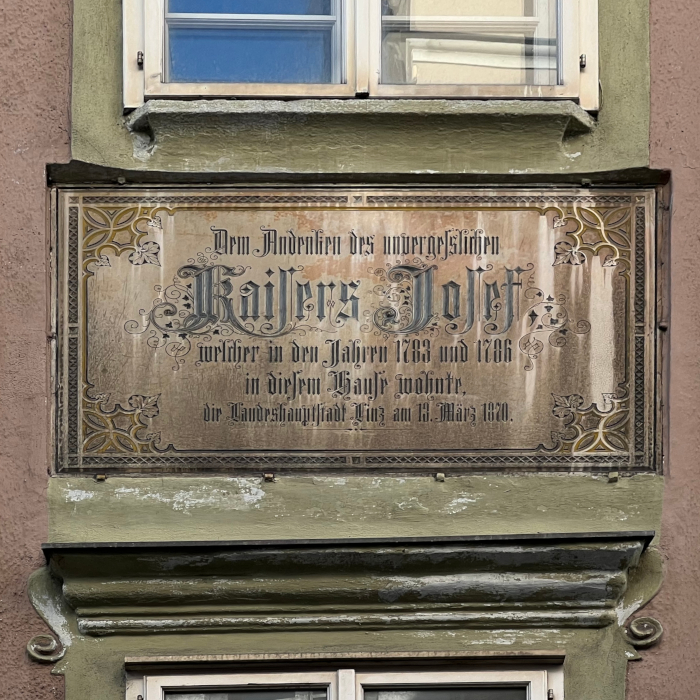 Dem Andenken des unvergesslichen
Kaisers Josef,
welcher in den Jahren 1783 und 1786
in diesem Hause wohnte,
die Landeshauptstadt Linz am 13. März 1870.